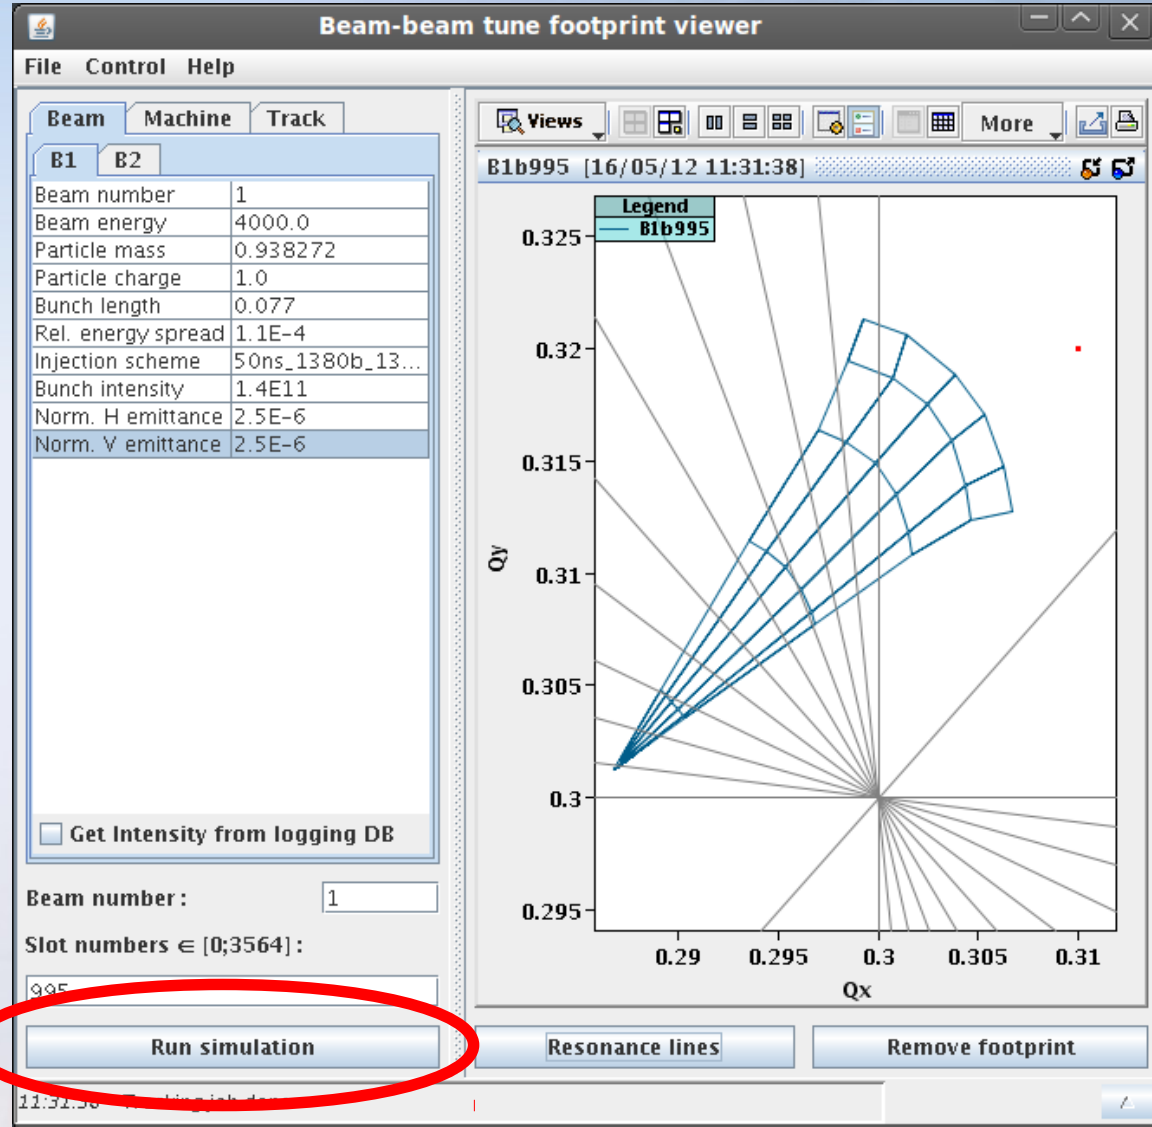 Beam-beam tune footprint viewer
File Control Help
Beam Machine Track
B1 B2
Beam number 1
Beam energy 4000.0
Particle mass 0.938272
Particle charge 1.0
Bunch length 0.077
Rel. energy spread 1.1E-4
Injection scheme 50ns_1380b_13...
Bunch intensity 1.4E11
Norm. H emittance 2.5E-6
Norm. V emittance 2.5E-6
Get Intensity from logging DB
Beam number: 1
Slot numbers ∈ [0;3564]:
995
Run simulation
Views More
B1b995 [16/05/12 11:31:38]
Legend
B1b995
0.325
0.32
0.315
0.31
0.305
0.3
0.295
Qy
0.29 0.295 0.3 0.305 0.31
Qx
Resonance lines Remove footprint